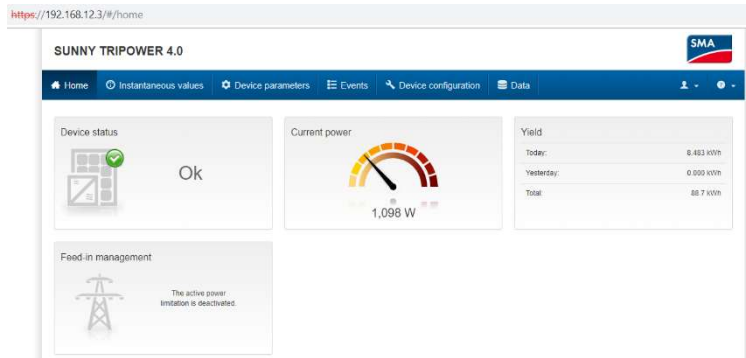 https://192.168.12.3/#/home
SUNNY TRIPOWER 4.0
SMA
Home Instantaneous values Device parameters Events Device configuration Data
Device status
Ok
Current power
1,098 W
Yield
Today: 8.483 kWh
Yesterday: 0.000 kWh
Total: 88.7 kWh
Feed-in management
The active power
limitation is deactivated.